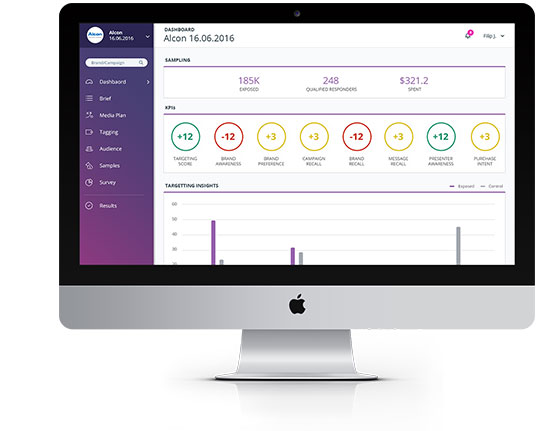 Alcon
Alcon
16.06.2016
DASHBOARD
Alcon 16.06.2016
Filip J.
Brand/Campaign
Dashboard
Brief
Media Plan
Tagging
Audience
Samples
Survey
Results
SAMPLING
185K
EXPOSED
248
QUALIFIED RESPONDERS
$321.2
SPENT
KPIs
+12
-12
+3
+3
-12
+3
+12
+3
TARGETING
SCORE
BRAND
AWARENESS
BRAND
PREFERENCE
CAMPAIGN
RECALL
BRAND
RECALL
MESSAGE
RECALL
PRESENTER
AWARENESS
PURCHASE
INTENT
TARGETTING INSIGHTS
Exposed
Control
60
50
40
30
20